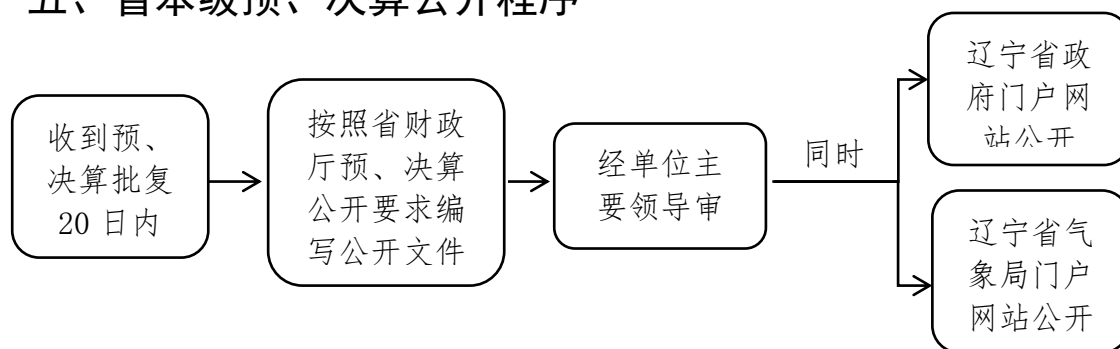 五、省本级预、决算公开程序
收到预、
决算批复
20 日内
按照省财政
厅预、决算
公开要求编
写公开文件
经单位主
要领导审
同时
辽宁省政
府门户网
站公开
辽宁省气
象局门户
网站公开